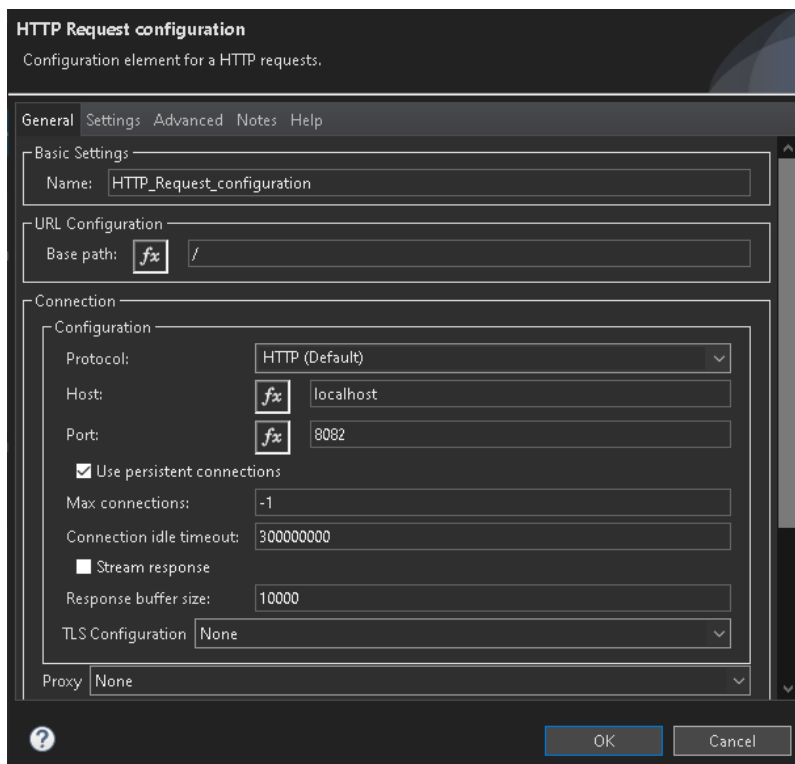 HTTP Request configuration
Configuration element for a HTTP requests.
General Settings Advanced Notes Help
Basic Settings
Name: HTTP_Request_configuration
URL Configuration
Base path: fx /
Connection
Configuration
Protocol: HTTP (Default)
Host: fx localhost
Port: fx 8082
Use persistent connections
Max connections: -1
Connection idle timeout: 300000000
Stream response
Response buffer size: 10000
TLS Configuration None
Proxy None
? OK Cancel